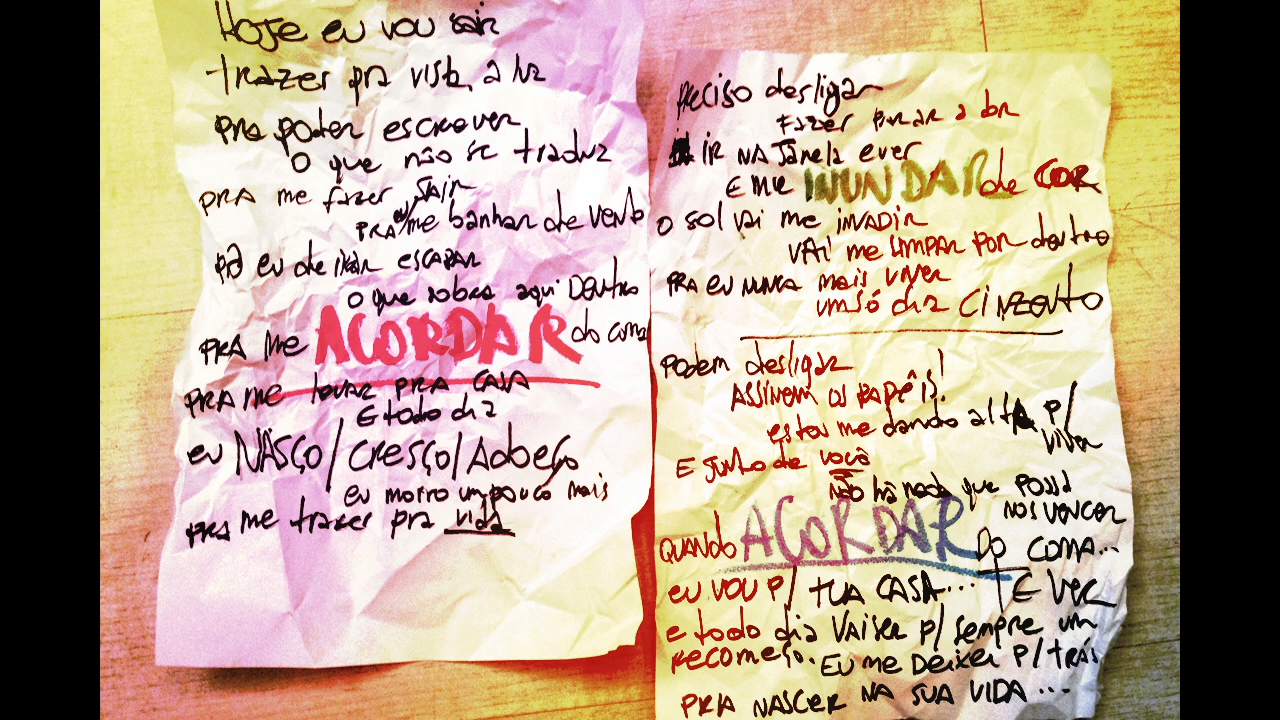 HOJE EU VOU sair
trazer pra vista a luz
PRA PODER ESCREVER
O que não se traduz
PRA me fazer SAIR
PRA me banhar de vento
PRA eu deixar escapar
o que sobra aqui DENTRO
PRA ME ACORDAR do coma
PRA ME levar PRA CASA
E todo dia
eu NASÇO/CRESÇO/Adoeço
eu morro um pouco mais
PRA me trazer pra vida
PRECISO desligar
FAZER PARAR a dor
IR NA JANELA E VER
E ME INUNDAR de COR
O SOL vai me INVADIR
VAI me LIMPAR POR dentro
PRA EU NUNCA mais VIVER
um só dia CINZENTO
PODEM desligar
ASSINEM OS PAPÊIS!
estou me dando alta P/
VIVER
E JUNTO de você
Não há nada que POSSA
NOS VENCER
QUANDO ACORDAR DO COMA...
EU VOU P/ TUA CASA... E VER
e todo dia VAI SER P/ sempre um
RECOMEÇO. EU ME DEIXEI P/ TRÁS
PRA NASCER NA SUA VIDA ...